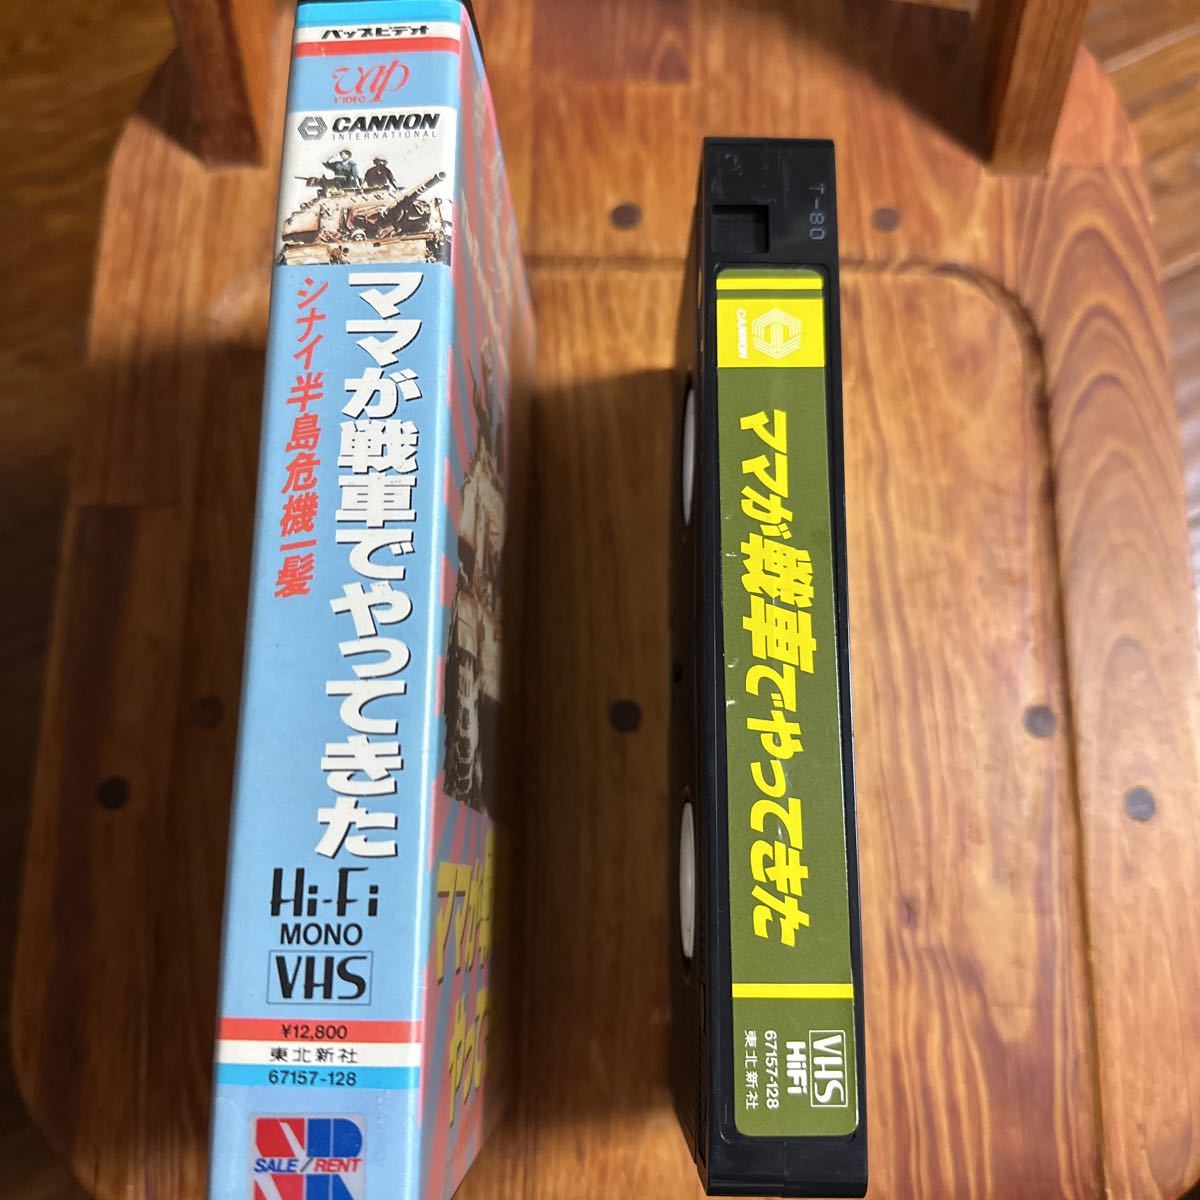 バップビデオ
vap
VIDEO
CANNON
INTERNATIONAL
ママが戦車でやってきた
シナイ半島危機一髪
Hi-Fi
MONO
VHS
¥12,800
東北新社
67157-128
SALE/RENT
T-80
CANNON
ママが戦車でやってきた
VHS
HiFi
67157-128
東北新社